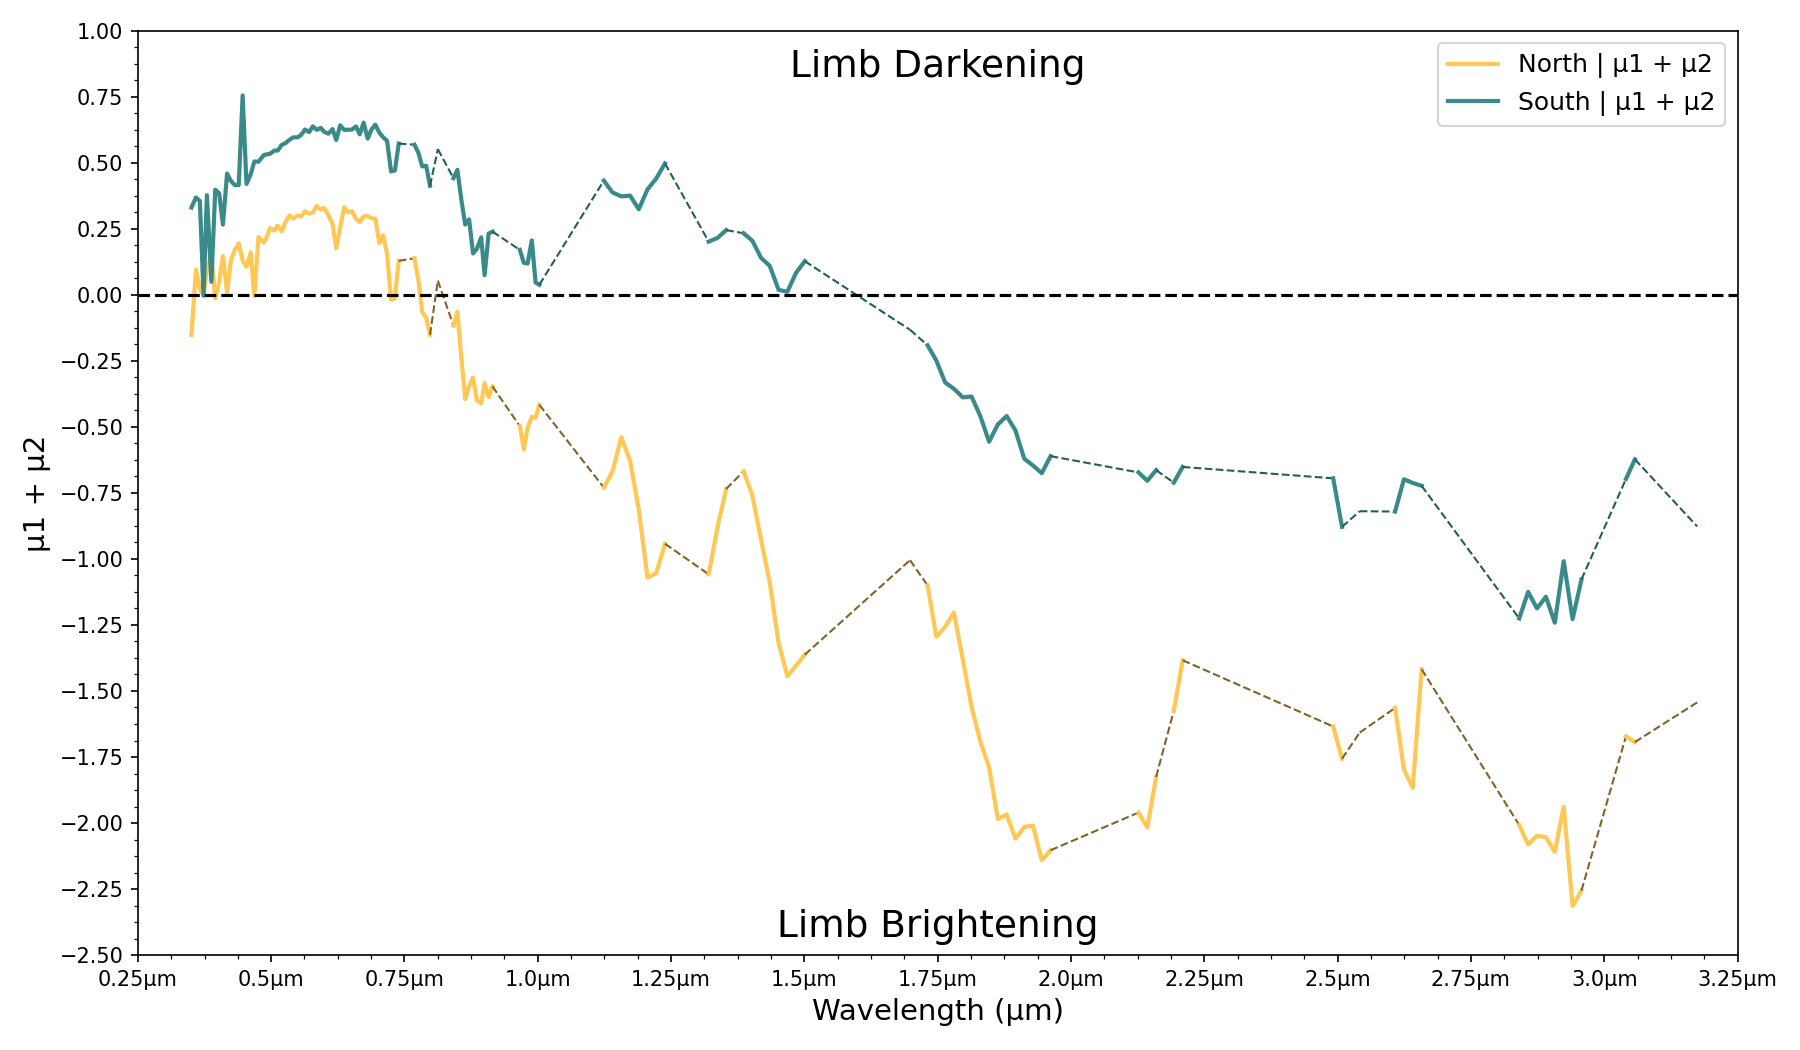 Limb Darkening
North | µ1 + µ2
South | µ1 + µ2
1.00
0.75
0.50
0.25
0.00
−0.25
−0.50
−0.75
−1.00
−1.25
−1.50
−1.75
−2.00
−2.25
−2.50
µ1 + µ2
Limb Brightening
0.25µm 0.5µm 0.75µm 1.0µm 1.25µm 1.5µm 1.75µm 2.0µm 2.25µm 2.5µm 2.75µm 3.0µm 3.25µm
Wavelength (µm)